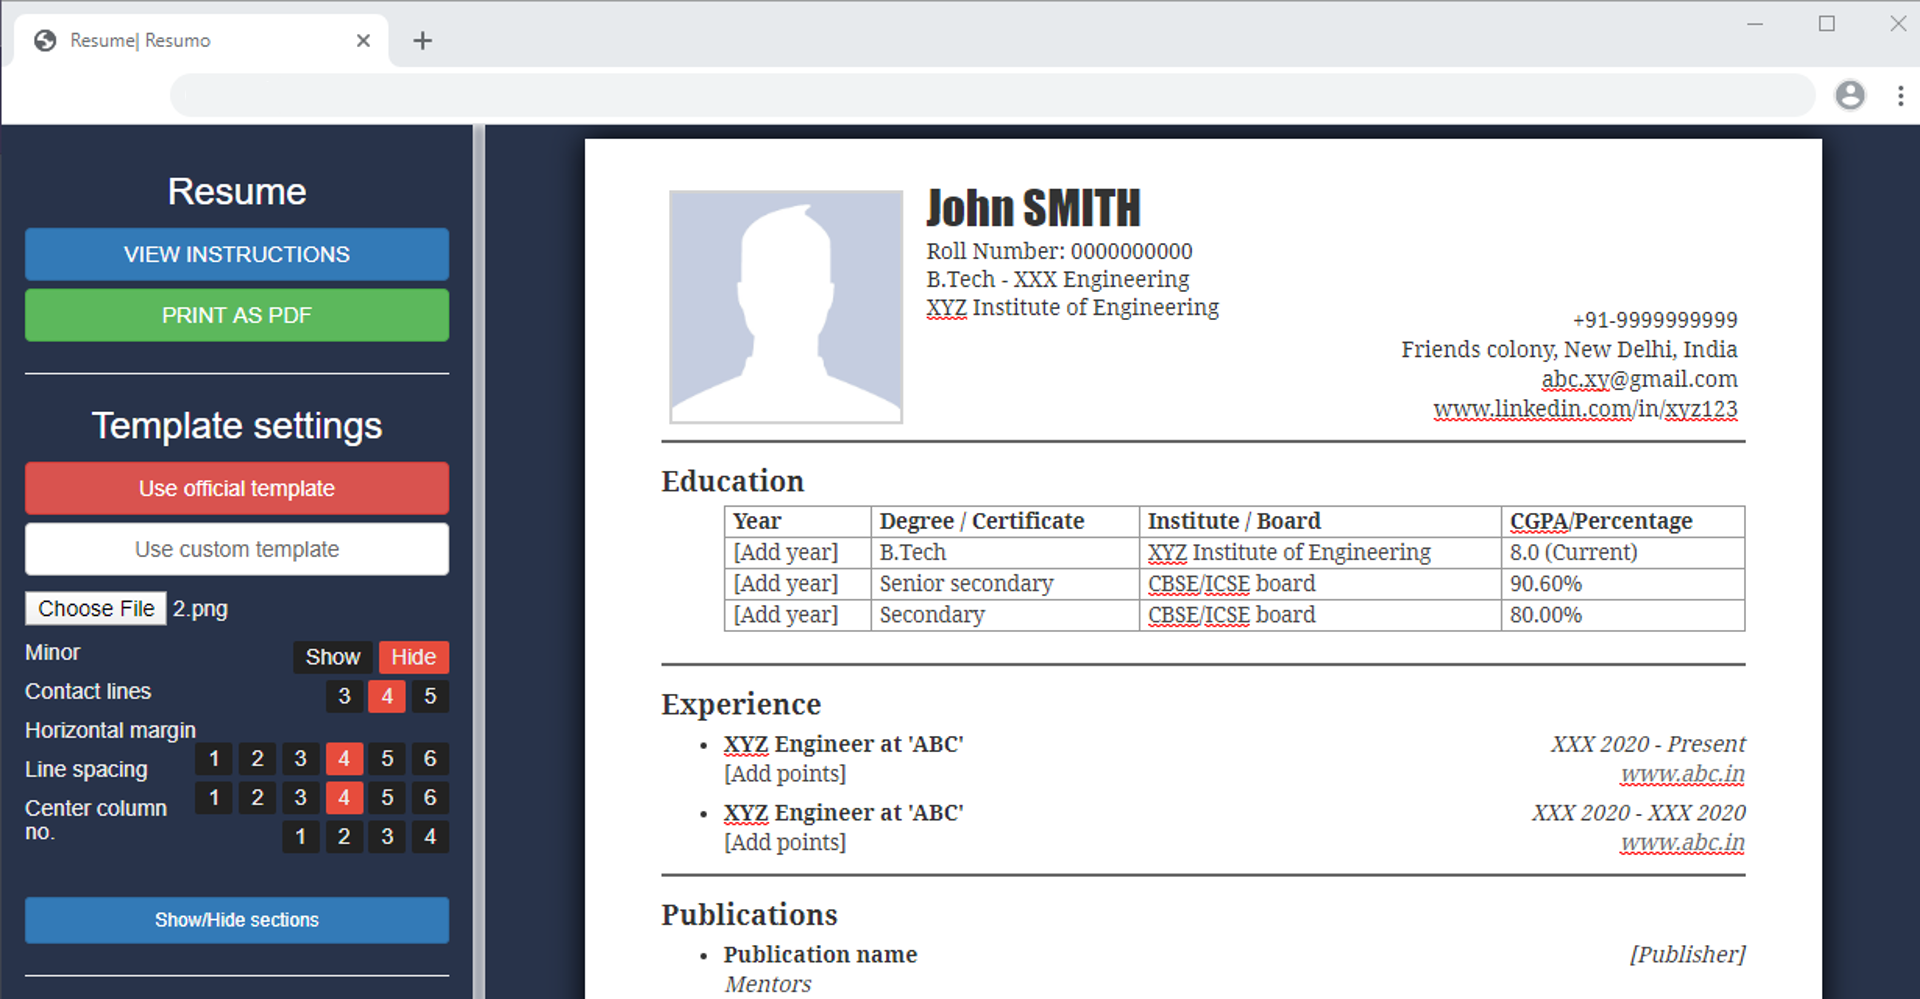 Resume| Resumo
Resume
VIEW INSTRUCTIONS
PRINT AS PDF
Template settings
Use official template
Use custom template
Choose File 2.png
Minor Show Hide
Contact lines 3 4 5
Horizontal margin
1 2 3 4 5 6
Line spacing
1 2 3 4 5 6
Center column
no.
1 2 3 4
Show/Hide sections
John SMITH
Roll Number: 0000000000
B.Tech - XXX Engineering
XYZ Institute of Engineering
+91-9999999999
Friends colony, New Delhi, India
abc.xy@gmail.com
www.linkedin.com/in/xyz123
Education
Year Degree / Certificate Institute / Board CGPA/Percentage
[Add year] B.Tech XYZ Institute of Engineering 8.0 (Current)
[Add year] Senior secondary CBSE/ICSE board 90.60%
[Add year] Secondary CBSE/ICSE board 80.00%
Experience
• XYZ Engineer at 'ABC' XXX 2020 - Present
[Add points] www.abc.in
• XYZ Engineer at 'ABC' XXX 2020 - XXX 2020
[Add points] www.abc.in
Publications
• Publication name [Publisher]
Mentors